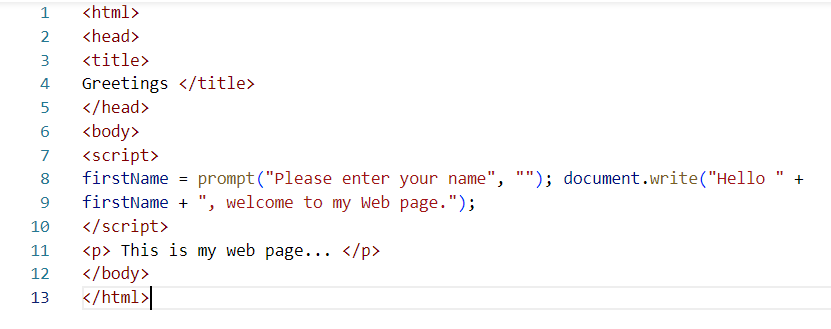 1 <html>
2 <head>
3 <title>
4 Greetings </title>
5 </head>
6 <body>
7 <script>
8 firstName = prompt("Please enter your name", ""); document.write("Hello " +
9 firstName + ", welcome to my Web page.");
10 </script>
11 <p> This is my web page... </p>
12 </body>
13 </html>